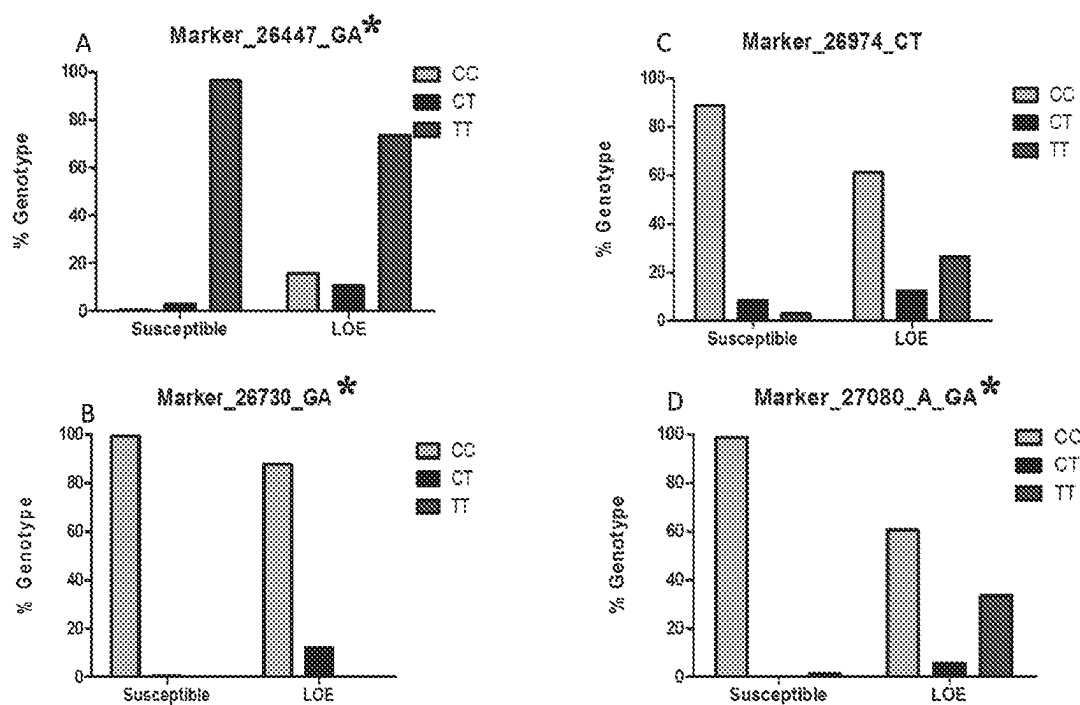 A
Marker_26447_GA*
100
80
60
40
20
0
% Genotype
Susceptible
LOE
CC
CT
TT
C
Marker_26974_CT
100
80
60
40
20
0
% Genotype
Susceptible
LOE
CC
CT
TT
B
Marker_26730_GA*
100
80
60
40
20
0
% Genotype
Susceptible
LOE
CC
CT
TT
D
Marker_27080_A_GA*
100
80
60
40
20
0
% Genotype
Susceptible
LOE
CC
CT
TT